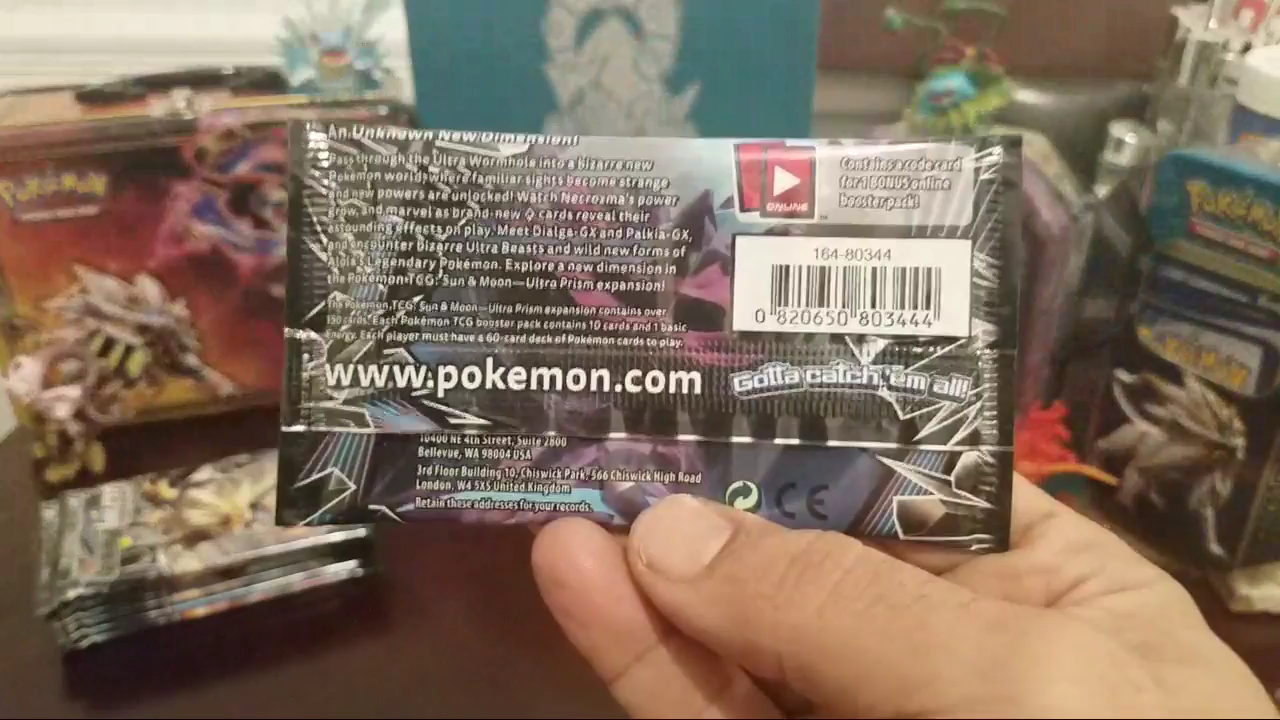 An Unknown New Dimension!
Pass through the Ultra Wormhole into a bizarre new
Pokémon world, where familiar sights become strange
and new powers are unlocked! Watch Necrozma's power
grow, and marvel as brand-new ◇ cards reveal their
astounding effects on play. Meet Dialga-GX and Palkia-GX,
and encounter bizarre Ultra Beasts and wild new forms of
Alola's Legendary Pokémon. Explore a new dimension in
the Pokémon TCG: Sun & Moon—Ultra Prism expansion!
The Pokémon TCG: Sun & Moon—Ultra Prism expansion contains over
150 cards. Each Pokémon TCG booster pack contains 10 cards and 1 basic
Energy. Each player must have a 60-card deck of Pokémon cards to play.
ONLINE
TM
Contains a code card
for 1 BONUS online
booster pack!
164-80344
0 820650 803444
www.pokemon.com
Gotta catch 'em all!
10400 NE 4th Street, Suite 2800
Bellevue, WA 98004 USA
3rd Floor Building 10, Chiswick Park, 566 Chiswick High Road
London, W4 5XS United Kingdom
Retain these addresses for your records.
CE
POKÉMON
POKÉMON
POKÉMON